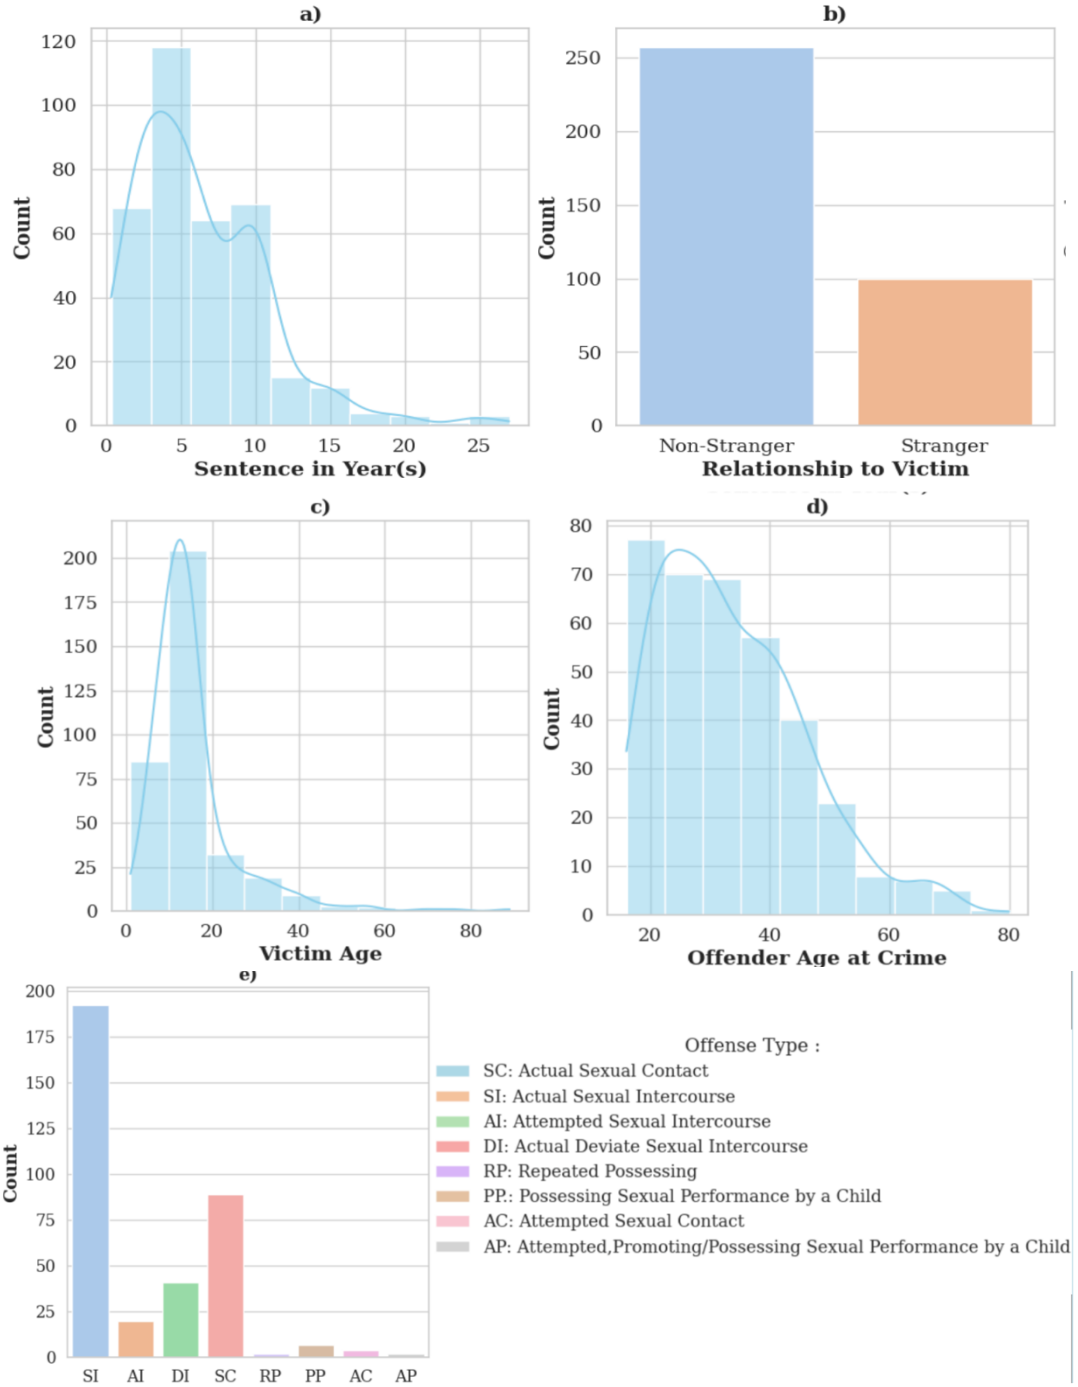 a)
120
100
80
60
40
20
0
Count
0 5 10 15 20 25
Sentence in Year(s)
b)
250
200
150
100
50
0
Count
Non-Stranger Stranger
Relationship to Victim
c)
200
175
150
125
100
75
50
25
0
Count
0 20 40 60 80
Victim Age
d)
80
70
60
50
40
30
20
10
0
Count
20 40 60 80
Offender Age at Crime
e)
200
175
150
125
100
75
50
25
0
Count
SI AI DI SC RP PP AC AP
Offense Type :
SC: Actual Sexual Contact
SI: Actual Sexual Intercourse
AI: Attempted Sexual Intercourse
DI: Actual Deviate Sexual Intercourse
RP: Repeated Possessing
PP.: Possessing Sexual Performance by a Child
AC: Attempted Sexual Contact
AP: Attempted,Promoting/Possessing Sexual Performance by a Child